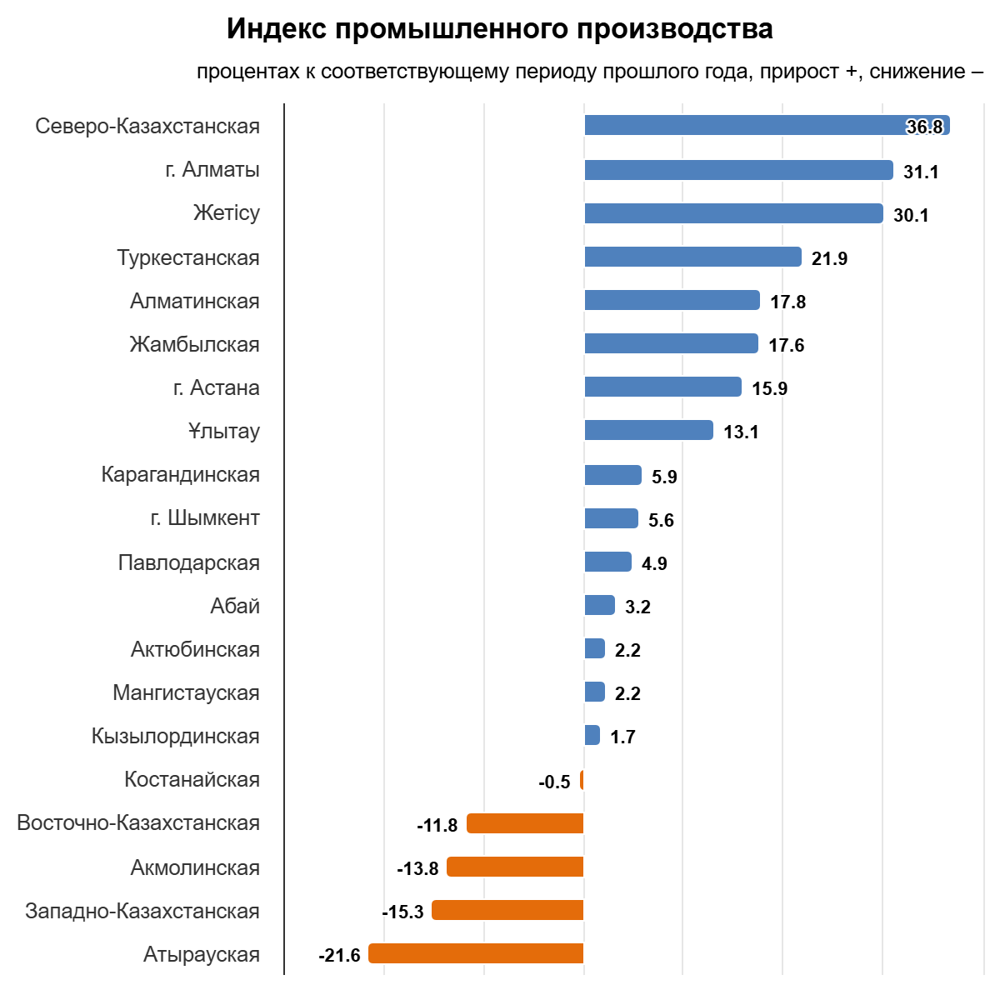 Индекс промышленного производства
процентах к соответствующему периоду прошлого года, прирост +, снижение –
Северо-Казахстанская 36.8
г. Алматы 31.1
Жетісу 30.1
Туркестанская 21.9
Алматинская 17.8
Жамбылская 17.6
г. Астана 15.9
Ұлытау 13.1
Карагандинская 5.9
г. Шымкент 5.6
Павлодарская 4.9
Абай 3.2
Актюбинская 2.2
Мангистауская 2.2
Кызылординская 1.7
Костанайская -0.5
Восточно-Казахстанская -11.8
Акмолинская -13.8
Западно-Казахстанская -15.3
Атырауская -21.6